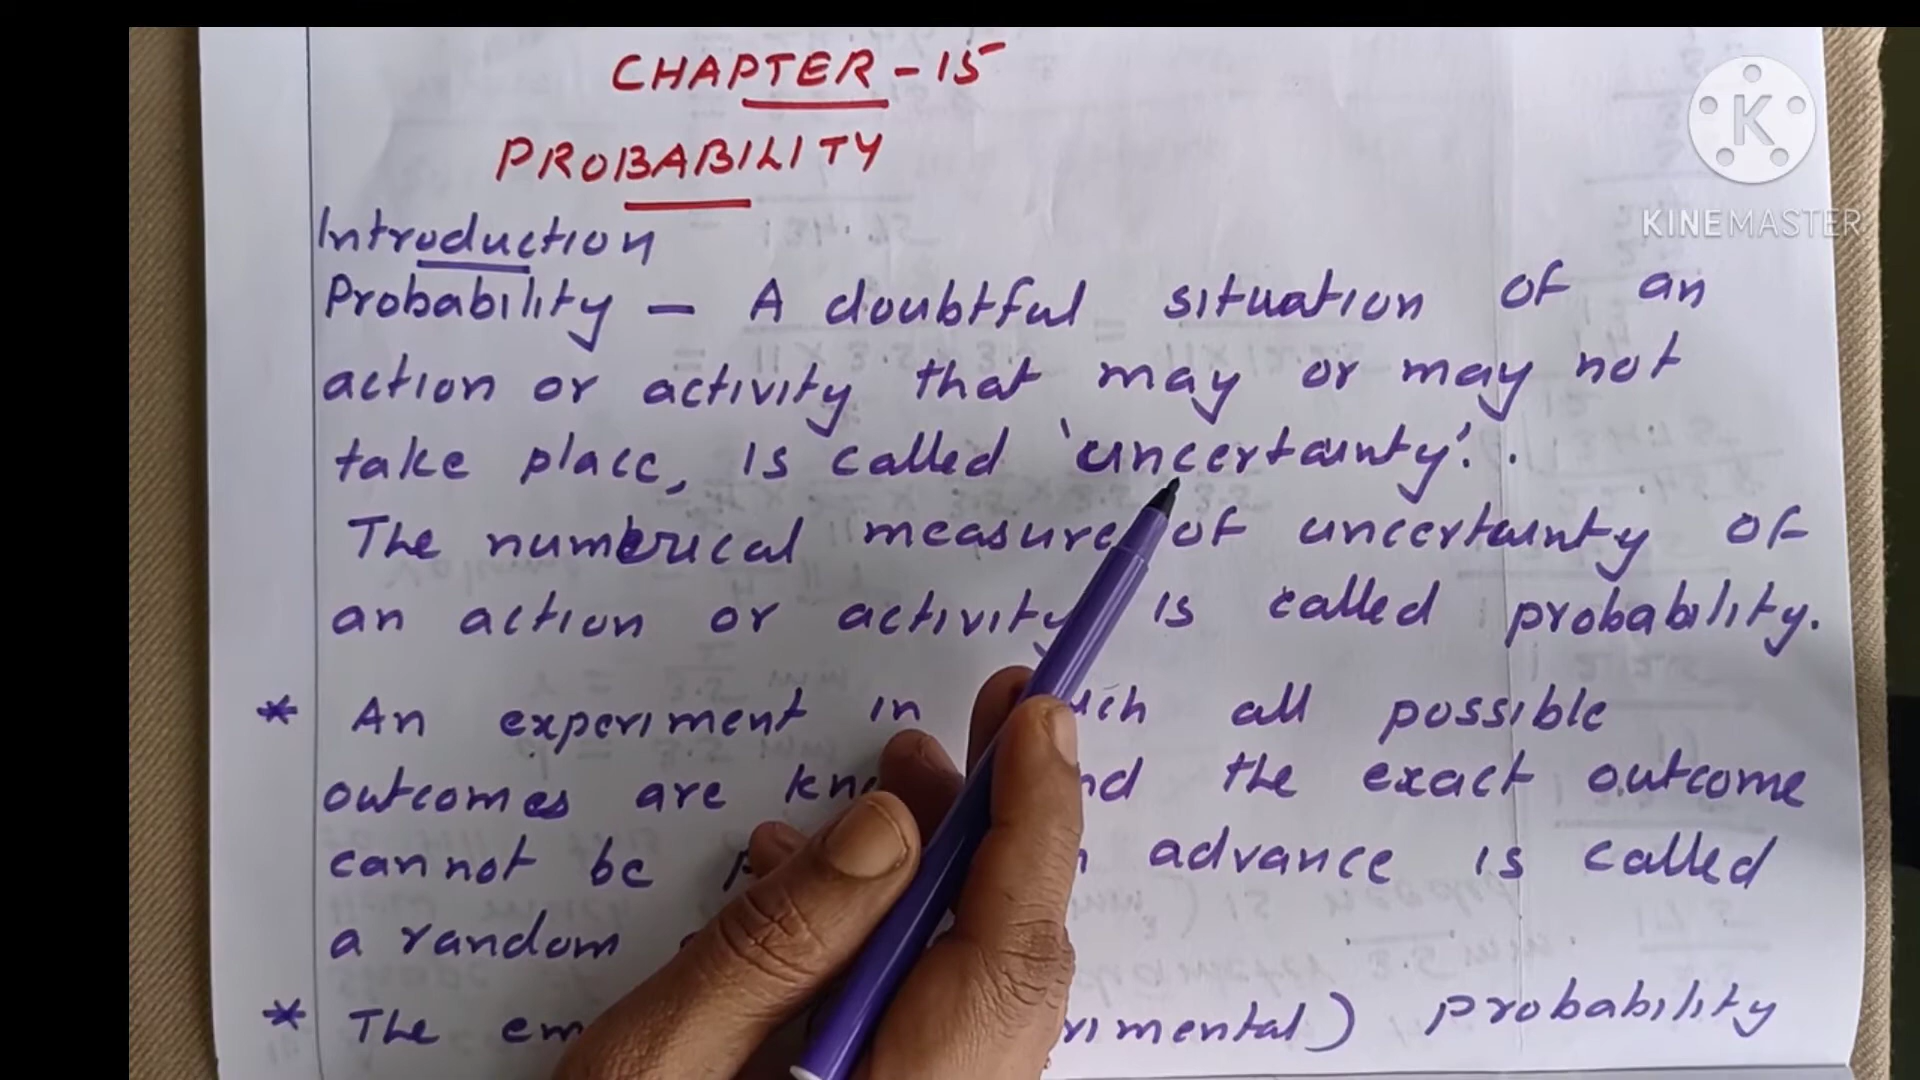 CHAPTER - 15
PROBABILITY
Introduction
Probability - A doubtful situation of an
action or activity that may or may not
take place, is called 'uncertainty'.
The numerical measure of uncertainty of
an action or activity is called probability.
* An experiment in all possible
outcomes are the exact outcome
cannot be advance is called
a random
* The probability
K
KINEMASTER